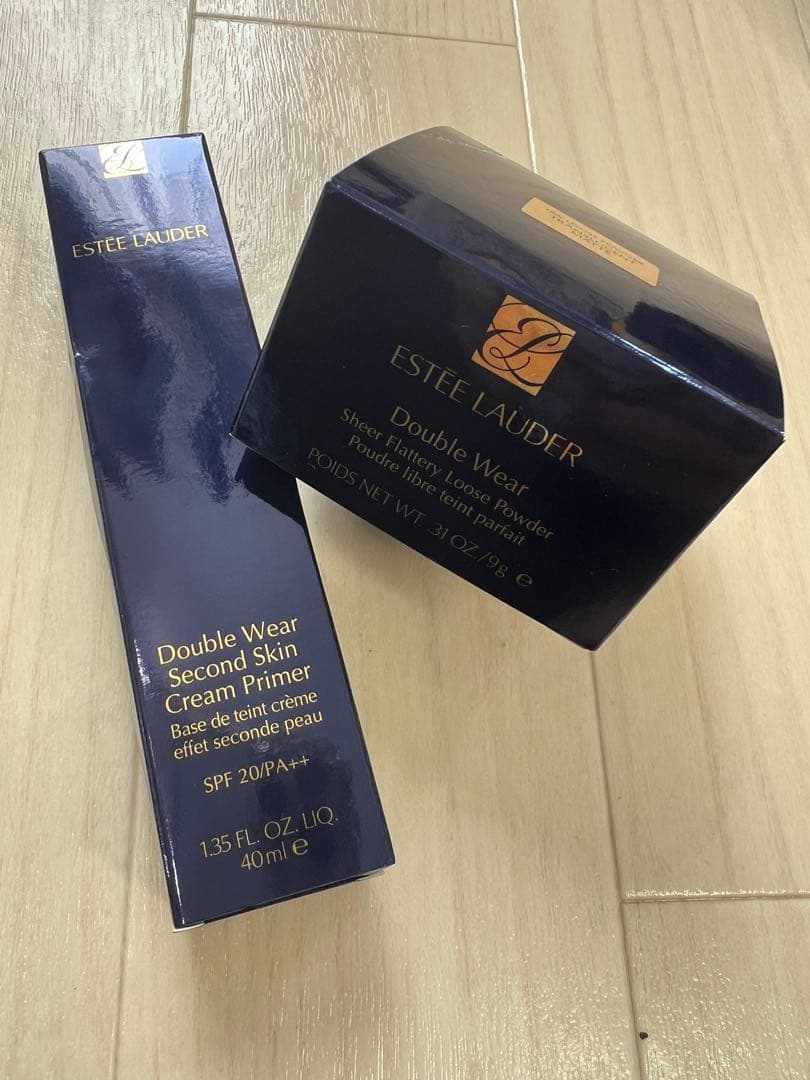 ESTĒE LAUDER
Double Wear
Second Skin
Cream Primer
Base de teint crème
effet seconde peau
SPF 20/PA++
1.35 FL. OZ. LIQ.
40ml e
ESTĒE LAUDER
Double Wear
Sheer Flattery Loose Powder
Poudre libre teint parfait
POIDS NET WT. .31 OZ./9g e